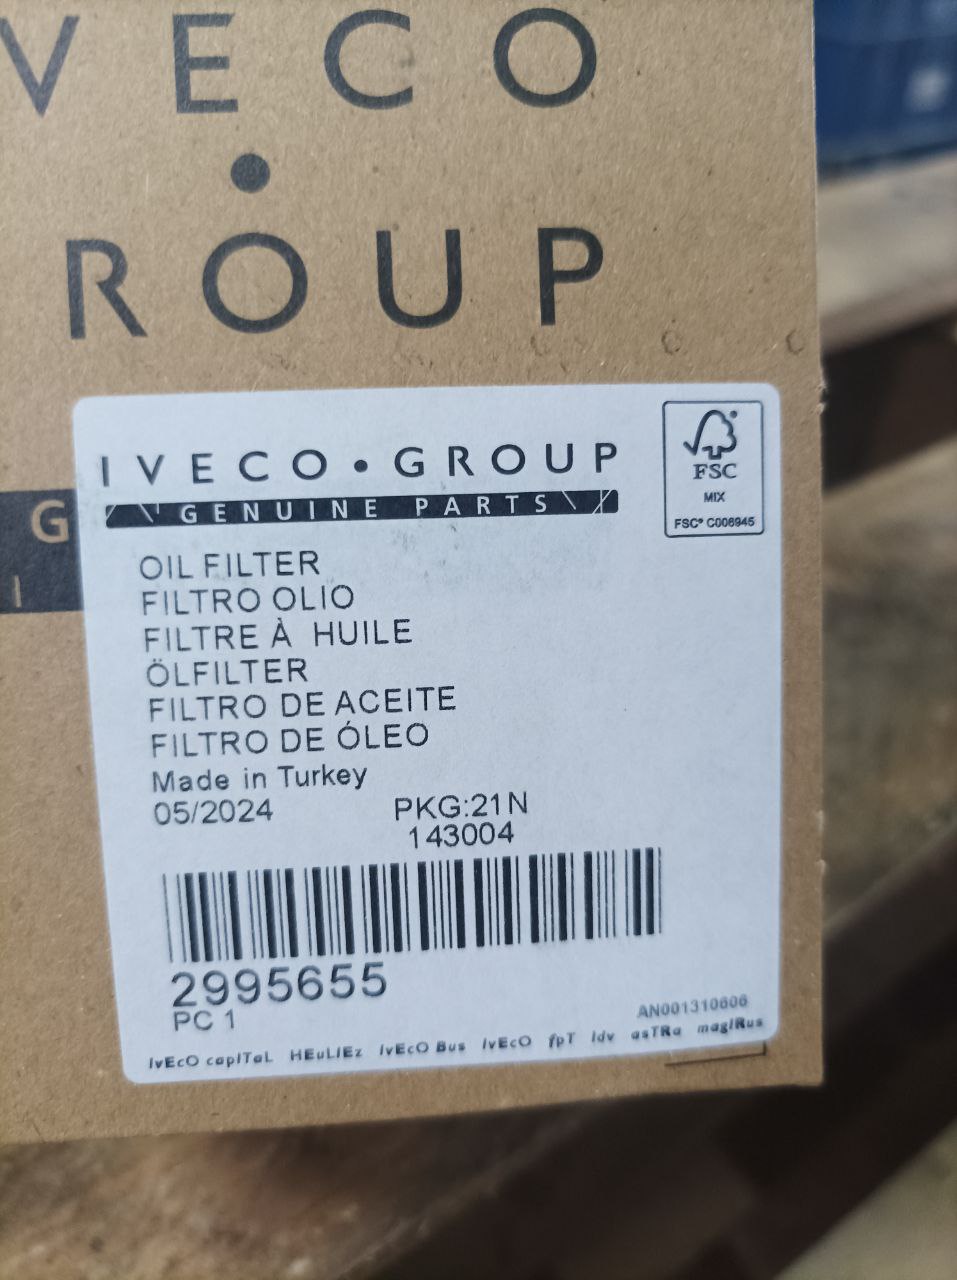 VECO
ROUP
G
I
IVECO•GROUP
GENUINE PARTS
FSC
MIX
FSC® C006945
OIL FILTER
FILTRO OLIO
FILTRE À HUILE
ÖLFILTER
FILTRO DE ACEITE
FILTRO DE ÓLEO
Made in Turkey
05/2024 PKG:21N
143004
2995655
PC 1
AN001310606
IvEcO capITaL HEuLIEz IvEcO Bus IvEcO fpT Idv asTRa magIRus